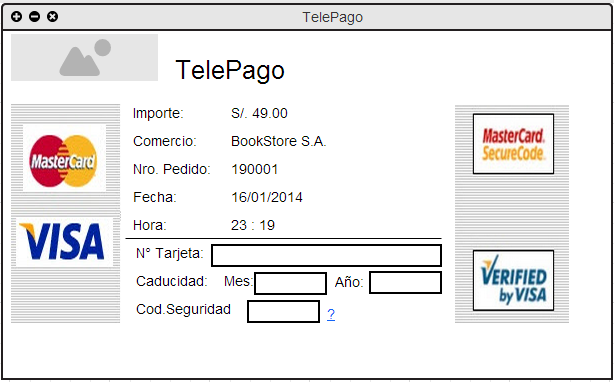 TelePago
TelePago
Importe: S/. 49.00
Comercio: BookStore S.A.
Nro. Pedido: 190001
Fecha: 16/01/2014
Hora: 23 : 19
N° Tarjeta:
Caducidad: Mes: Año:
Cod.Seguridad ?
MasterCard
VISA
MasterCard.
SecureCode.
VERIFIED
by VISA